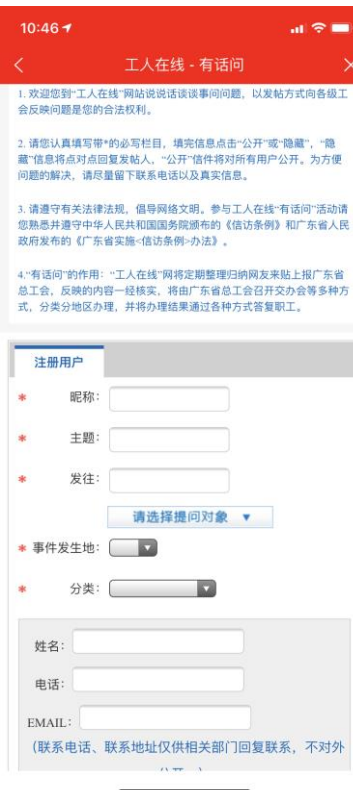 10:46
工人在线 - 有话问
1. 欢迎您到“工人在线”网站说说话谈谈事问问题，以发帖方式向各级工
会反映问题是您的合法权利。
2. 请您认真填写带*的必写栏目，填完信息点击“公开”或“隐藏”，“隐
藏”信息将点对点回复发帖人，“公开”信件将对所有用户公开。为方便
问题的解决，请尽量留下联系电话以及真实信息。
3. 请遵守有关法律法规，倡导网络文明。参与工人在线“有话问”活动请
您熟悉并遵守中华人民共和国国务院颁布的《信访条例》和广东省人民
政府发布的《广东省实施<信访条例>办法》。
4.“有话问”的作用：“工人在线”网将定期整理归纳网友来贴上报广东省
总工会，反映的内容一经核实，将由广东省总工会召开交办会等多种方
式，分类分地区办理，并将办理结果通过各种方式答复职工。
注册用户
* 昵称：
* 主题：
* 发往：
请选择提问对象 ▼
* 事件发生地：
* 分类：
姓名：
电话：
EMAIL：
（联系电话、联系地址仅供相关部门回复联系，不对外